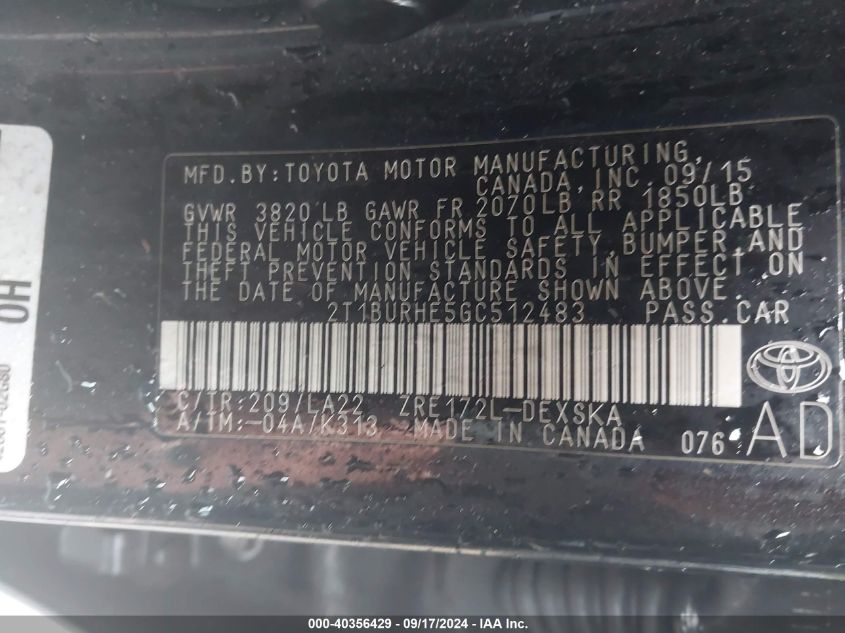 MFD.BY:TOYOTA MOTOR MANUFACTURING,
CANADA,INC.09/15
GVWR 3820 LB GAWR FR 2070LB RR 1850LB
THIS VEHICLE CONFORMS TO ALL APPLICABLE
FEDERAL MOTOR VEHICLE SAFETY,BUMPER,AND
THEFT PREVENTION STANDARDS IN EFFECT ON
THE DATE OF MANUFACTURE SHOWN ABOVE.
2T1BURHE5GC512483 PASS.CAR
C/TR:209/LA22 ZRE172L-DEXSKA
A/TM:-04A/K313 MADE IN CANADA 076 AD
0H
000-40356429 - 09/17/2024 - IAA Inc.